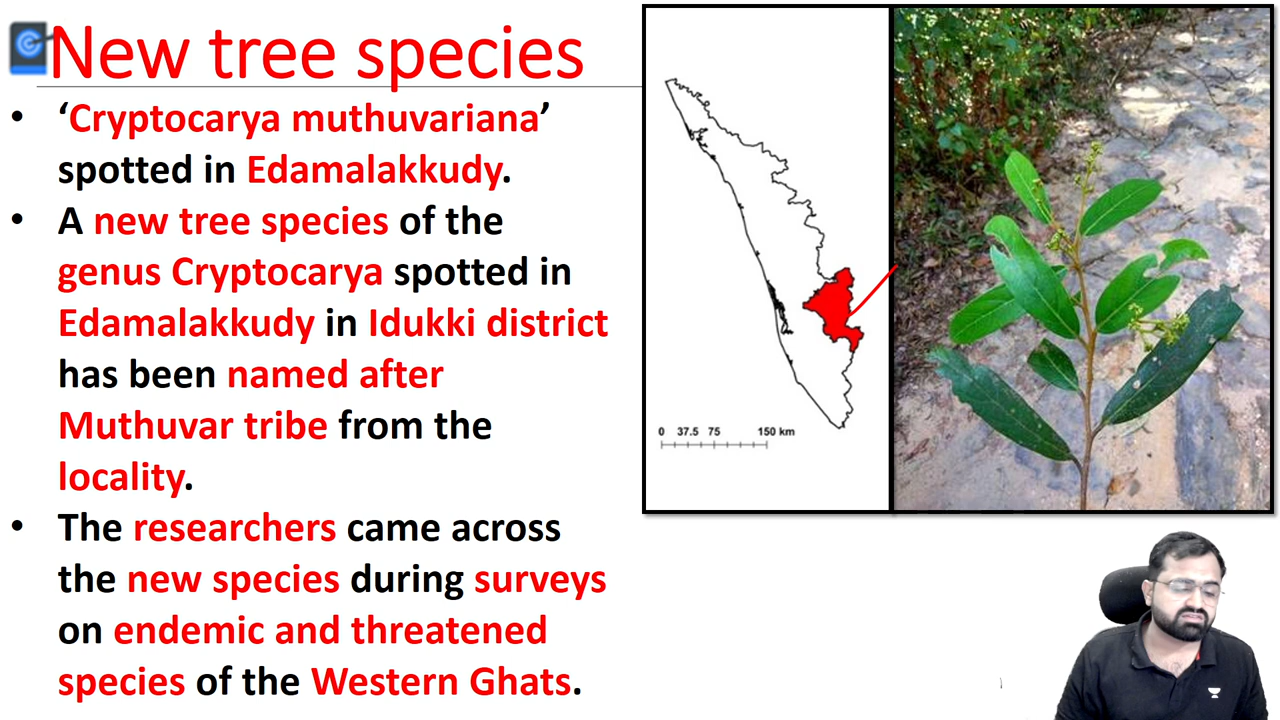 New tree species
• ‘Cryptocarya muthuvariana’
spotted in Edamalakkudy.
• A new tree species of the
genus Cryptocarya spotted in
Edamalakkudy in Idukki district
has been named after
Muthuvar tribe from the
locality.
• The researchers came across
the new species during surveys
on endemic and threatened
species of the Western Ghats.
0 37.5 75 150 km